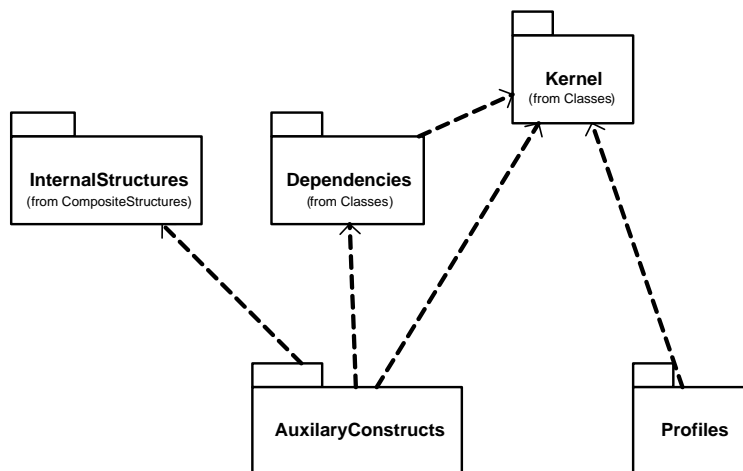 Kernel
(from Classes)
InternalStructures
(from CompositeStructures)
Dependencies
(from Classes)
AuxilaryConstructs
Profiles